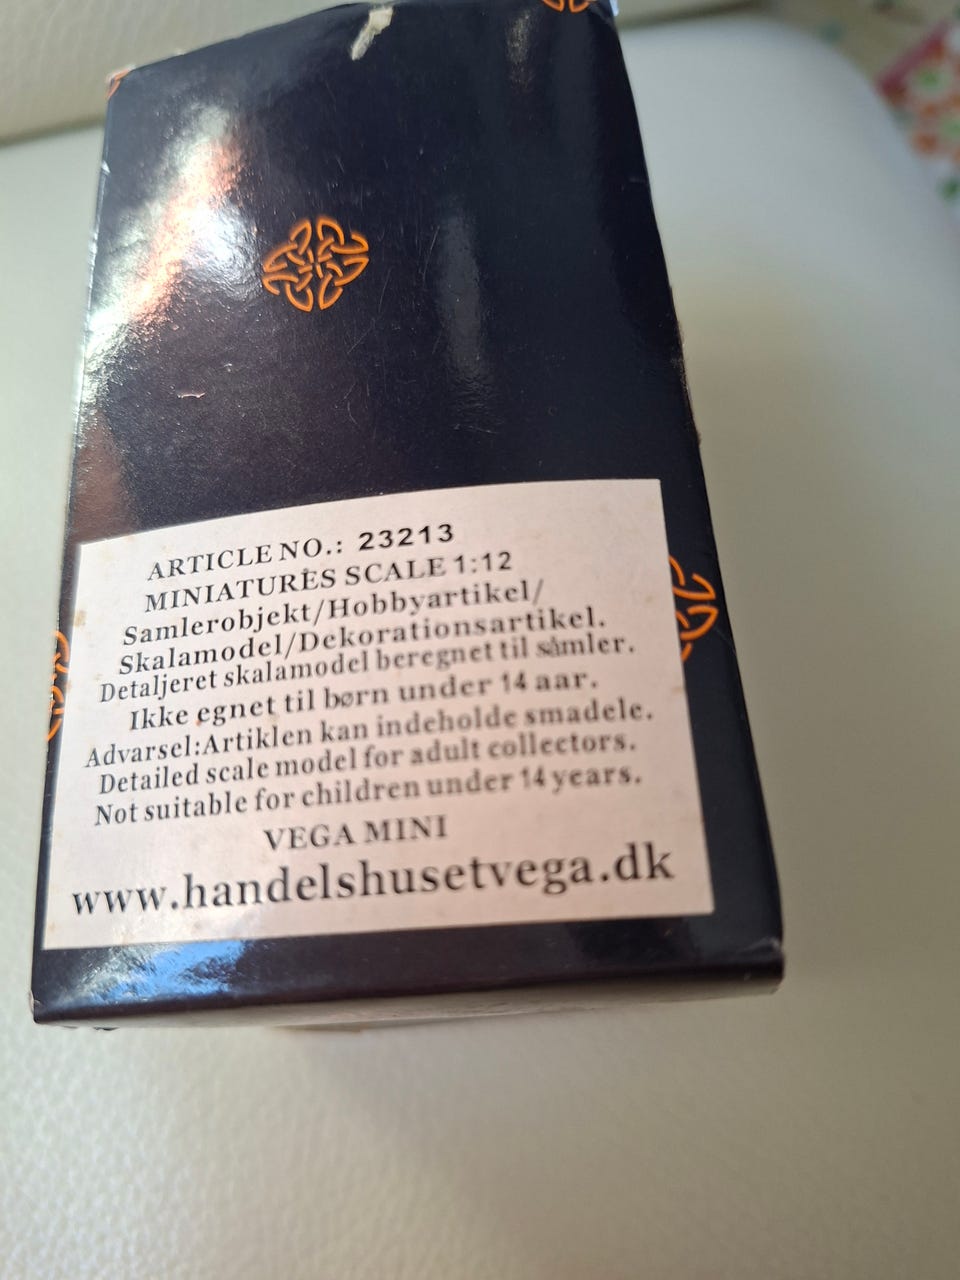 ARTICLE NO.: 23213
MINIATURES SCALE 1:12
Samlerobjekt/Hobbyartikel/
Skalamodel/Dekorationsartikel.
Detaljeret skalamodel beregnet til samler.
Ikke egnet til børn under 14 aar.
Advarsel:Artiklen kan indeholde smadele.
Detailed scale model for adult collectors.
Not suitable for children under 14 years.
VEGA MINI
www.handelshusetvega.dk